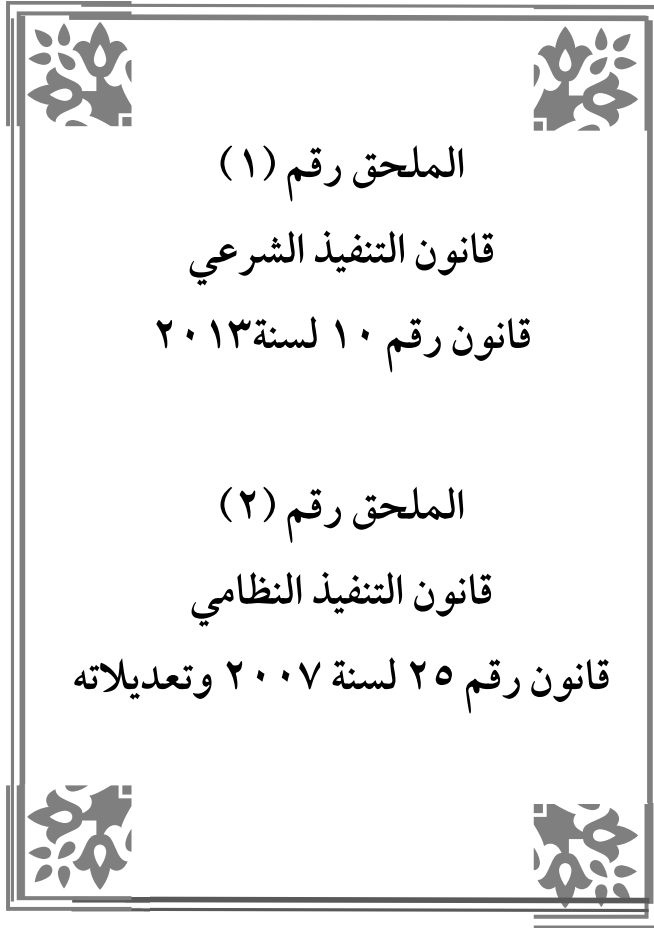 الملحق رقم (١)
قانون التنفيذ الشرعي
قانون رقم ١٠ لسنة٢٠١٣
الملحق رقم (٢)
قانون التنفيذ النظامي
قانون رقم ٢٥ لسنة ٢٠٠٧ وتعديلاته